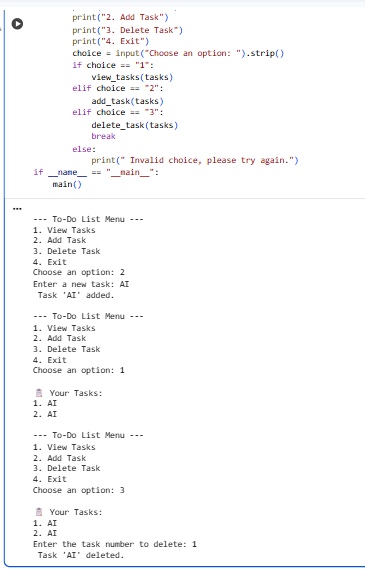 print("2. Add Task")
print("3. Delete Task")
print("4. Exit")
choice = input("Choose an option: ").strip()
if choice == "1":
view_tasks(tasks)
elif choice == "2":
add_task(tasks)
elif choice == "3":
delete_task(tasks)
break
else:
print(" Invalid choice, please try again.")
if __name__ == "__main__":
main()
...
--- To-Do List Menu ---
1. View Tasks
2. Add Task
3. Delete Task
4. Exit
Choose an option: 2
Enter a new task: AI
Task 'AI' added.
--- To-Do List Menu ---
1. View Tasks
2. Add Task
3. Delete Task
4. Exit
Choose an option: 1
📋 Your Tasks:
1. AI
2. AI
--- To-Do List Menu ---
1. View Tasks
2. Add Task
3. Delete Task
4. Exit
Choose an option: 3
📋 Your Tasks:
1. AI
2. AI
Enter the task number to delete: 1
Task 'AI' deleted.